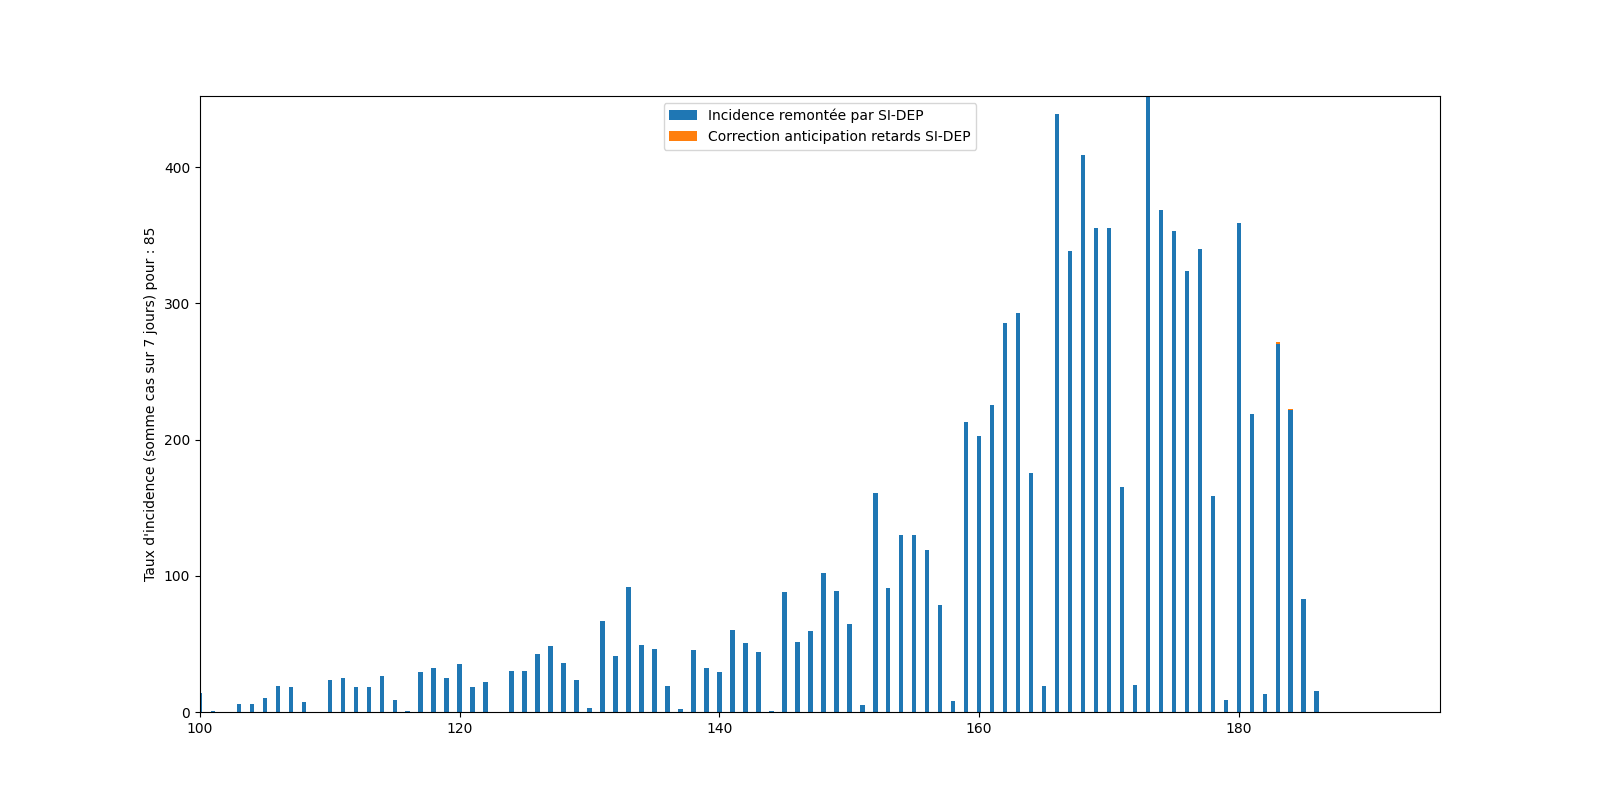 Incidence remontée par SI-DEP
Correction anticipation retards SI-DEP
Taux d'incidence (somme cas sur 7 jours) pour : 85
400
300
200
100
0
100 120 140 160 180